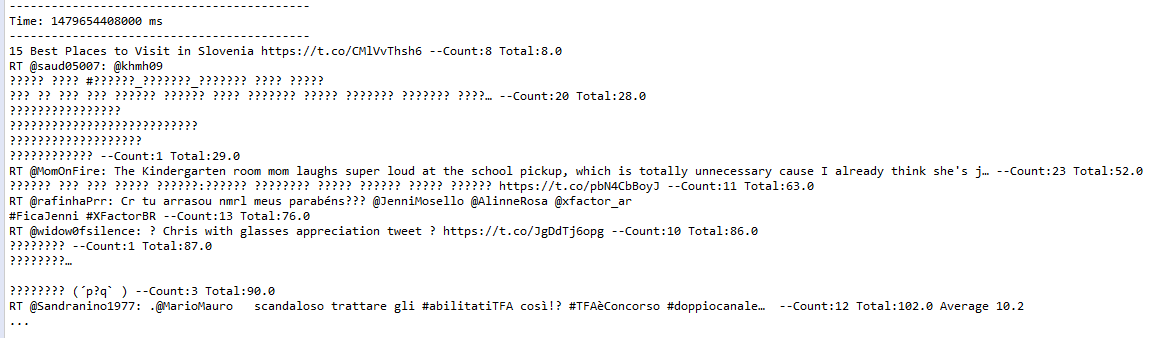 -------------------------------------------
Time: 1479654408000 ms
-------------------------------------------
15 Best Places to Visit in Slovenia https://t.co/CMlVvThsh6 --Count:8 Total:8.0
RT @saud05007: @khmh09
????? ???? #??????_???????_??????? ???? ?????
??? ?? ??? ??? ?????? ?????? ???? ??????? ????? ??????? ??????? ????… --Count:20 Total:28.0
????????????????
???????????????????????????
???????????????????
???????????? --Count:1 Total:29.0
RT @MomOnFire: The Kindergarten room mom laughs super loud at the school pickup, which is totally unnecessary cause I already think she's j… --Count:23 Total:52.0
?????? ??? ??? ????? ??????:?????? ???????? ????? ?????? ????? ?????? https://t.co/pbN4CbBoyJ --Count:11 Total:63.0
RT @rafinhaPrr: Cr tu arrasou nmrl meus parabéns??? @JenniMosello @AlinneRosa @xfactor_ar
#FicaJenni #XFactorBR --Count:13 Total:76.0
RT @widow0fsilence: ? Chris with glasses appreciation tweet ? https://t.co/JgDdTj6opg --Count:10 Total:86.0
???????? --Count:1 Total:87.0
????????…
???????? (´p?q` ) --Count:3 Total:90.0
RT @Sandranino1977: .@MarioMauro   scandaloso trattare gli #abilitatiTFA così!? #TFAèConcorso #doppiocanale…  --Count:12 Total:102.0 Average 10.2
...